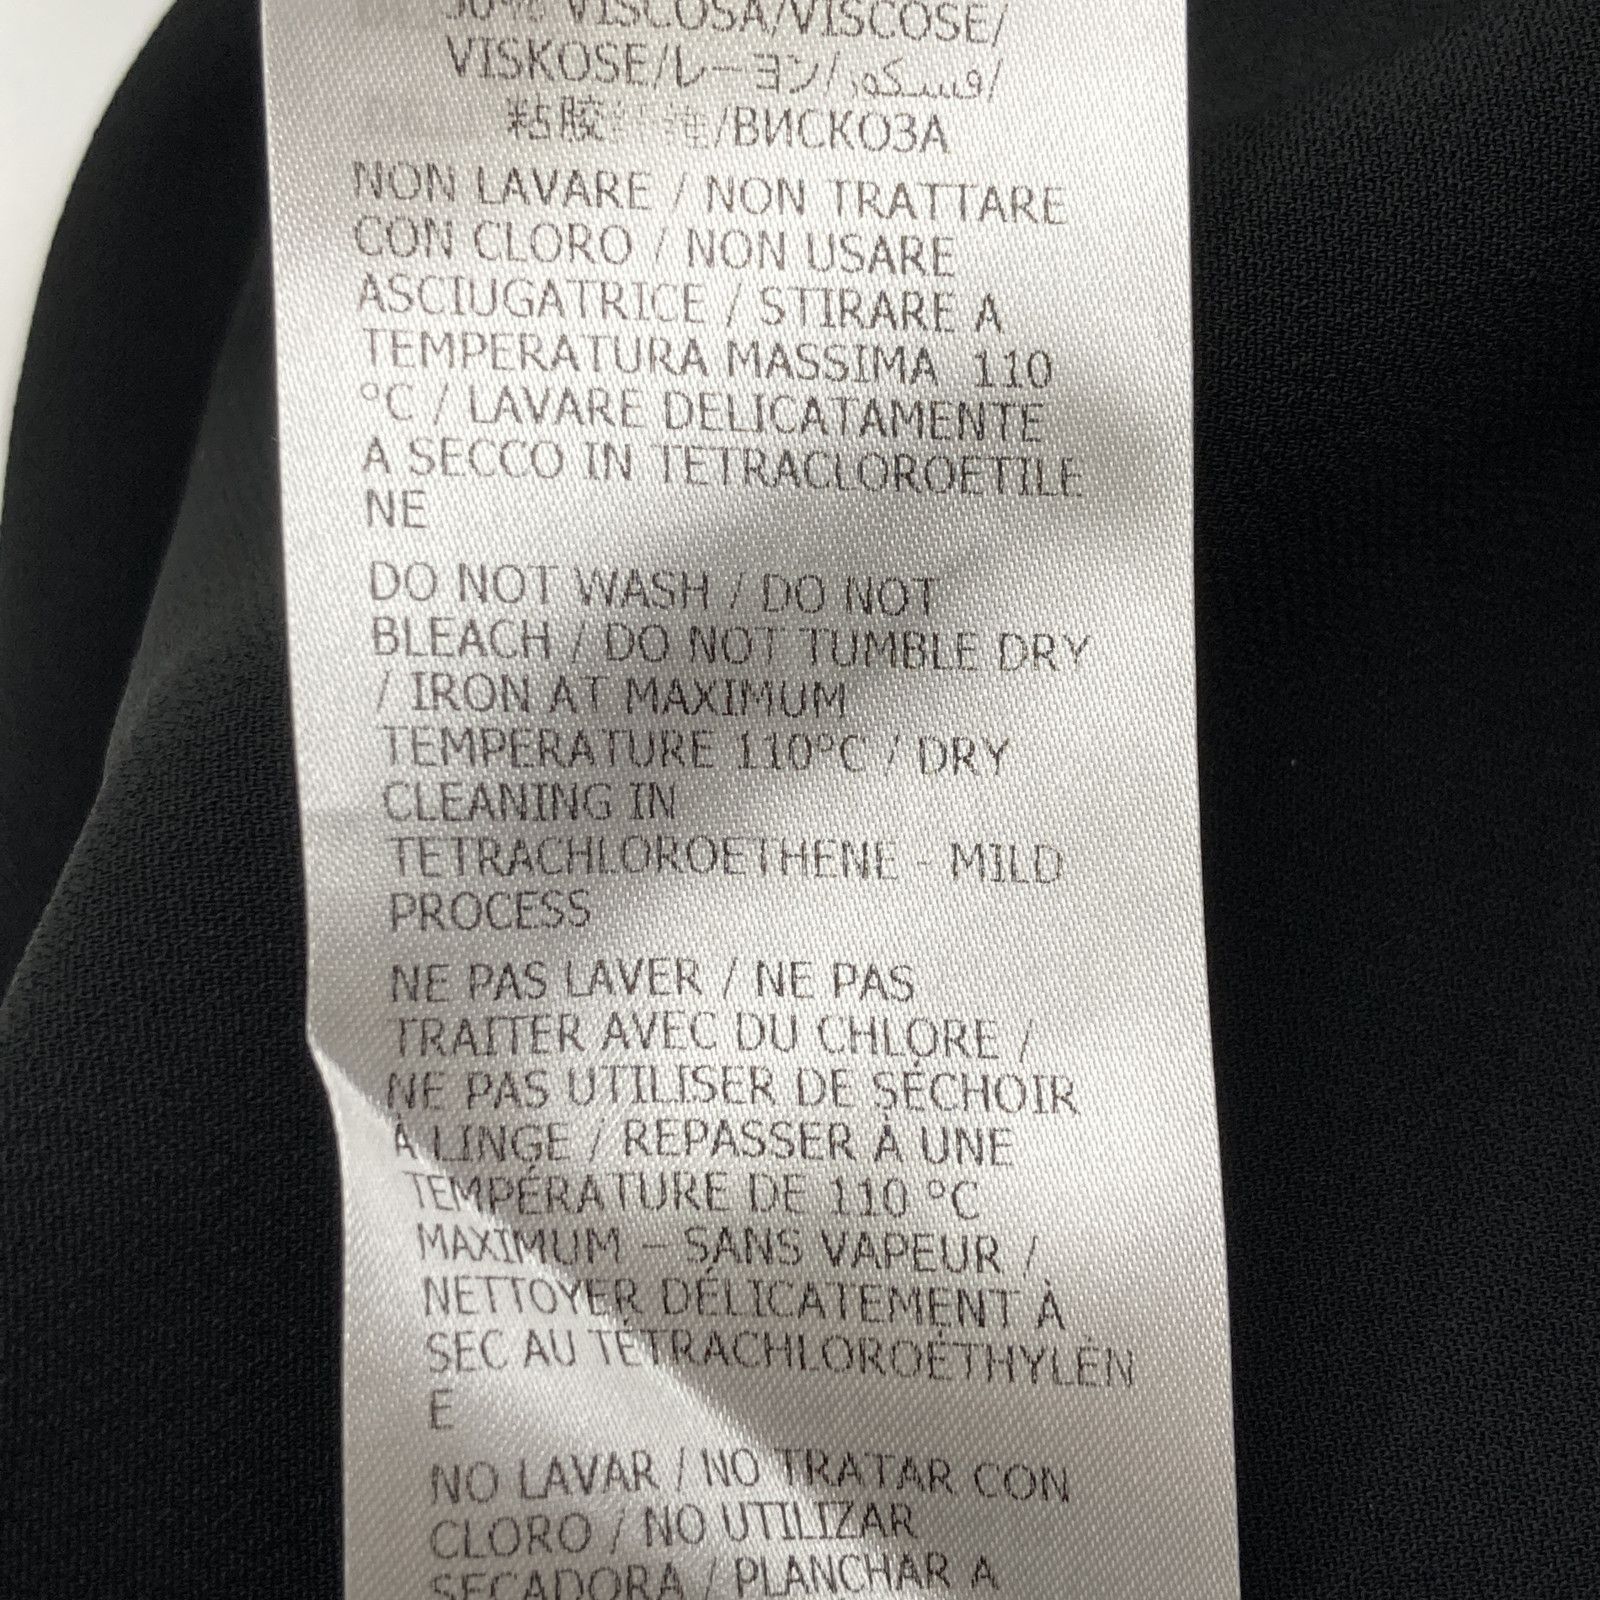 VISCOSA/VISCOSE/
VISKOSE/レーヨン/فسكوز/
粘胶纤维/ВИСКОЗА
NON LAVARE / NON TRATTARE
CON CLORO / NON USARE
ASCIUGATRICE / STIRARE A
TEMPERATURA MASSIMA 110
°C / LAVARE DELICATAMENTE
A SECCO IN TETRACLOROETILE
NE
DO NOT WASH / DO NOT
BLEACH / DO NOT TUMBLE DRY
/ IRON AT MAXIMUM
TEMPERATURE 110°C / DRY
CLEANING IN
TETRACHLOROETHENE - MILD
PROCESS
NE PAS LAVER / NE PAS
TRAITER AVEC DU CHLORE /
NE PAS UTILISER DE SÉCHOIR
À LINGE / REPASSER À UNE
TEMPÉRATURE DE 110 °C
MAXIMUM – SANS VAPEUR /
NETTOYER DÉLICATEMENT À
SEC AU TÉTRACHLOROÉTHYLÈN
E
NO LAVAR / NO TRATAR CON
CLORO / NO UTILIZAR
SECADORA / PLANCHAR A